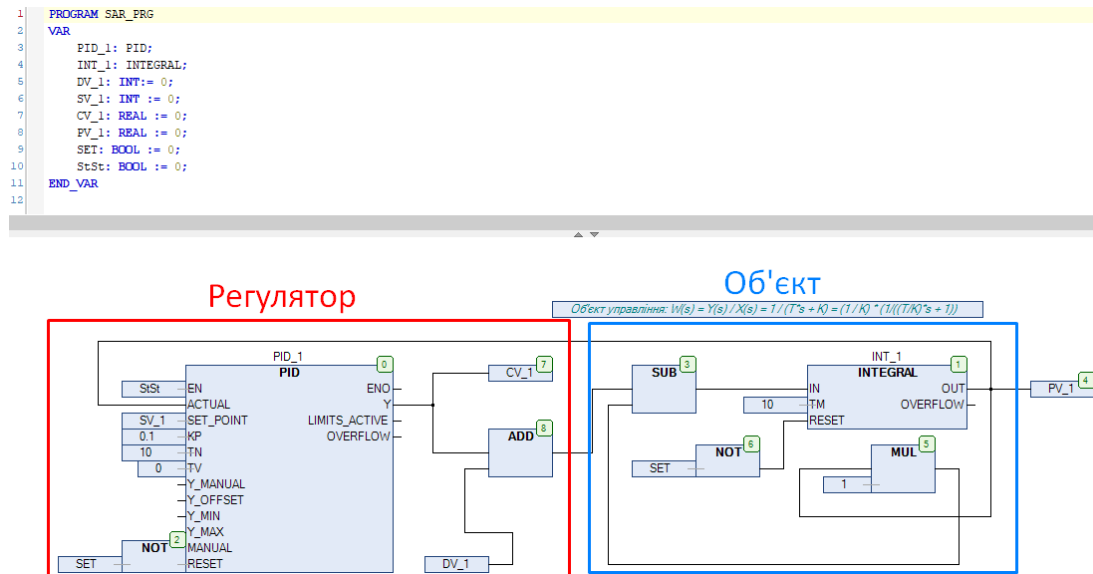 1 PROGRAM SAR_PRG
2 VAR
3 PID_1: PID;
4 INT_1: INTEGRAL;
5 DV_1: INT:= 0;
6 SV_1: INT := 0;
7 CV_1: REAL := 0;
8 PV_1: REAL := 0;
9 SET: BOOL := 0;
10 StSt: BOOL := 0;
11 END_VAR
12
Регулятор
Об'єкт
Об'єкт управління: W(s) = Y(s) / X(s) = 1 / (T*s + K) = (1 / K) * (1/((T/K)*s + 1))
PID_1
PID 0
StSt EN ENO
ACTUAL Y
SV_1 SET_POINT LIMITS_ACTIVE
0.1 KP OVERFLOW
10 TN
0 TV
Y_MANUAL
Y_OFFSET
Y_MIN
Y_MAX
MANUAL
RESET
SET NOT 2
CV_1 7
ADD 8
DV_1
SUB 3
INT_1
INTEGRAL 1
IN OUT
10 TM OVERFLOW
RESET
PV_1 4
SET NOT 6
MUL 5
1